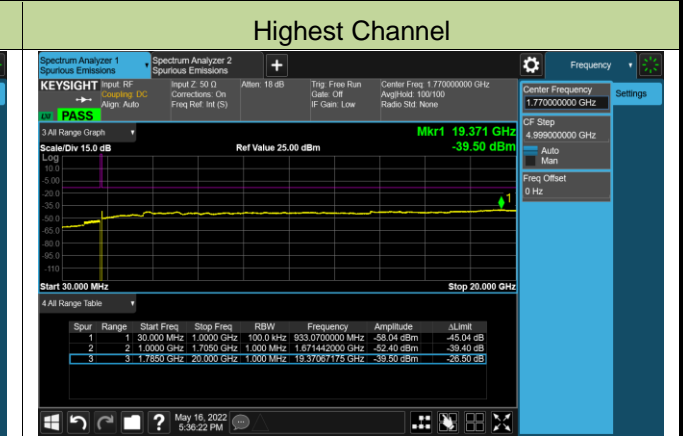 Highest Channel
Spectrum Analyzer 1
Spurious Emissions
Spectrum Analyzer 2
Spurious Emissions
+
Frequency
KEYSIGHT
Input: RF
Coupling: DC
Align: Auto
Input Z: 50 Ω
Corrections: On
Freq Ref: Int (S)
Atten: 18 dB
Trig: Free Run
Gate: Off
IF Gain: Low
Center Freq: 1.770000000 GHz
Avg|Hold: 100/100
Radio Std: None
PASS
Center Frequency
1.770000000 GHz
Settings
CF Step
4.999000000 GHz
Auto
Man
Freq Offset
0 Hz
3 All Range Graph
Mkr1 19.371 GHz
Scale/Div 15.0 dB
Ref Value 25.00 dBm
-39.50 dBm
Log
10.0
-5.00
-20.0
-35.0
-50.0
-65.0
-80.0
-95.0
-110
1
Start 30.000 MHz
Stop 20.000 GHz
4 All Range Table
Spur Range Start Freq Stop Freq RBW Frequency Amplitude ΔLimit
1 1 30.000 MHz 1.0000 GHz 100.0 kHz 933.0700000 MHz -58.04 dBm -45.04 dB
2 2 1.0000 GHz 1.7050 GHz 1.000 MHz 1.671442000 GHz -52.40 dBm -39.40 dB
3 3 1.7850 GHz 20.000 GHz 1.000 MHz 19.37067175 GHz -39.50 dBm -26.50 dB
?
May 16, 2022
5:36:22 PM